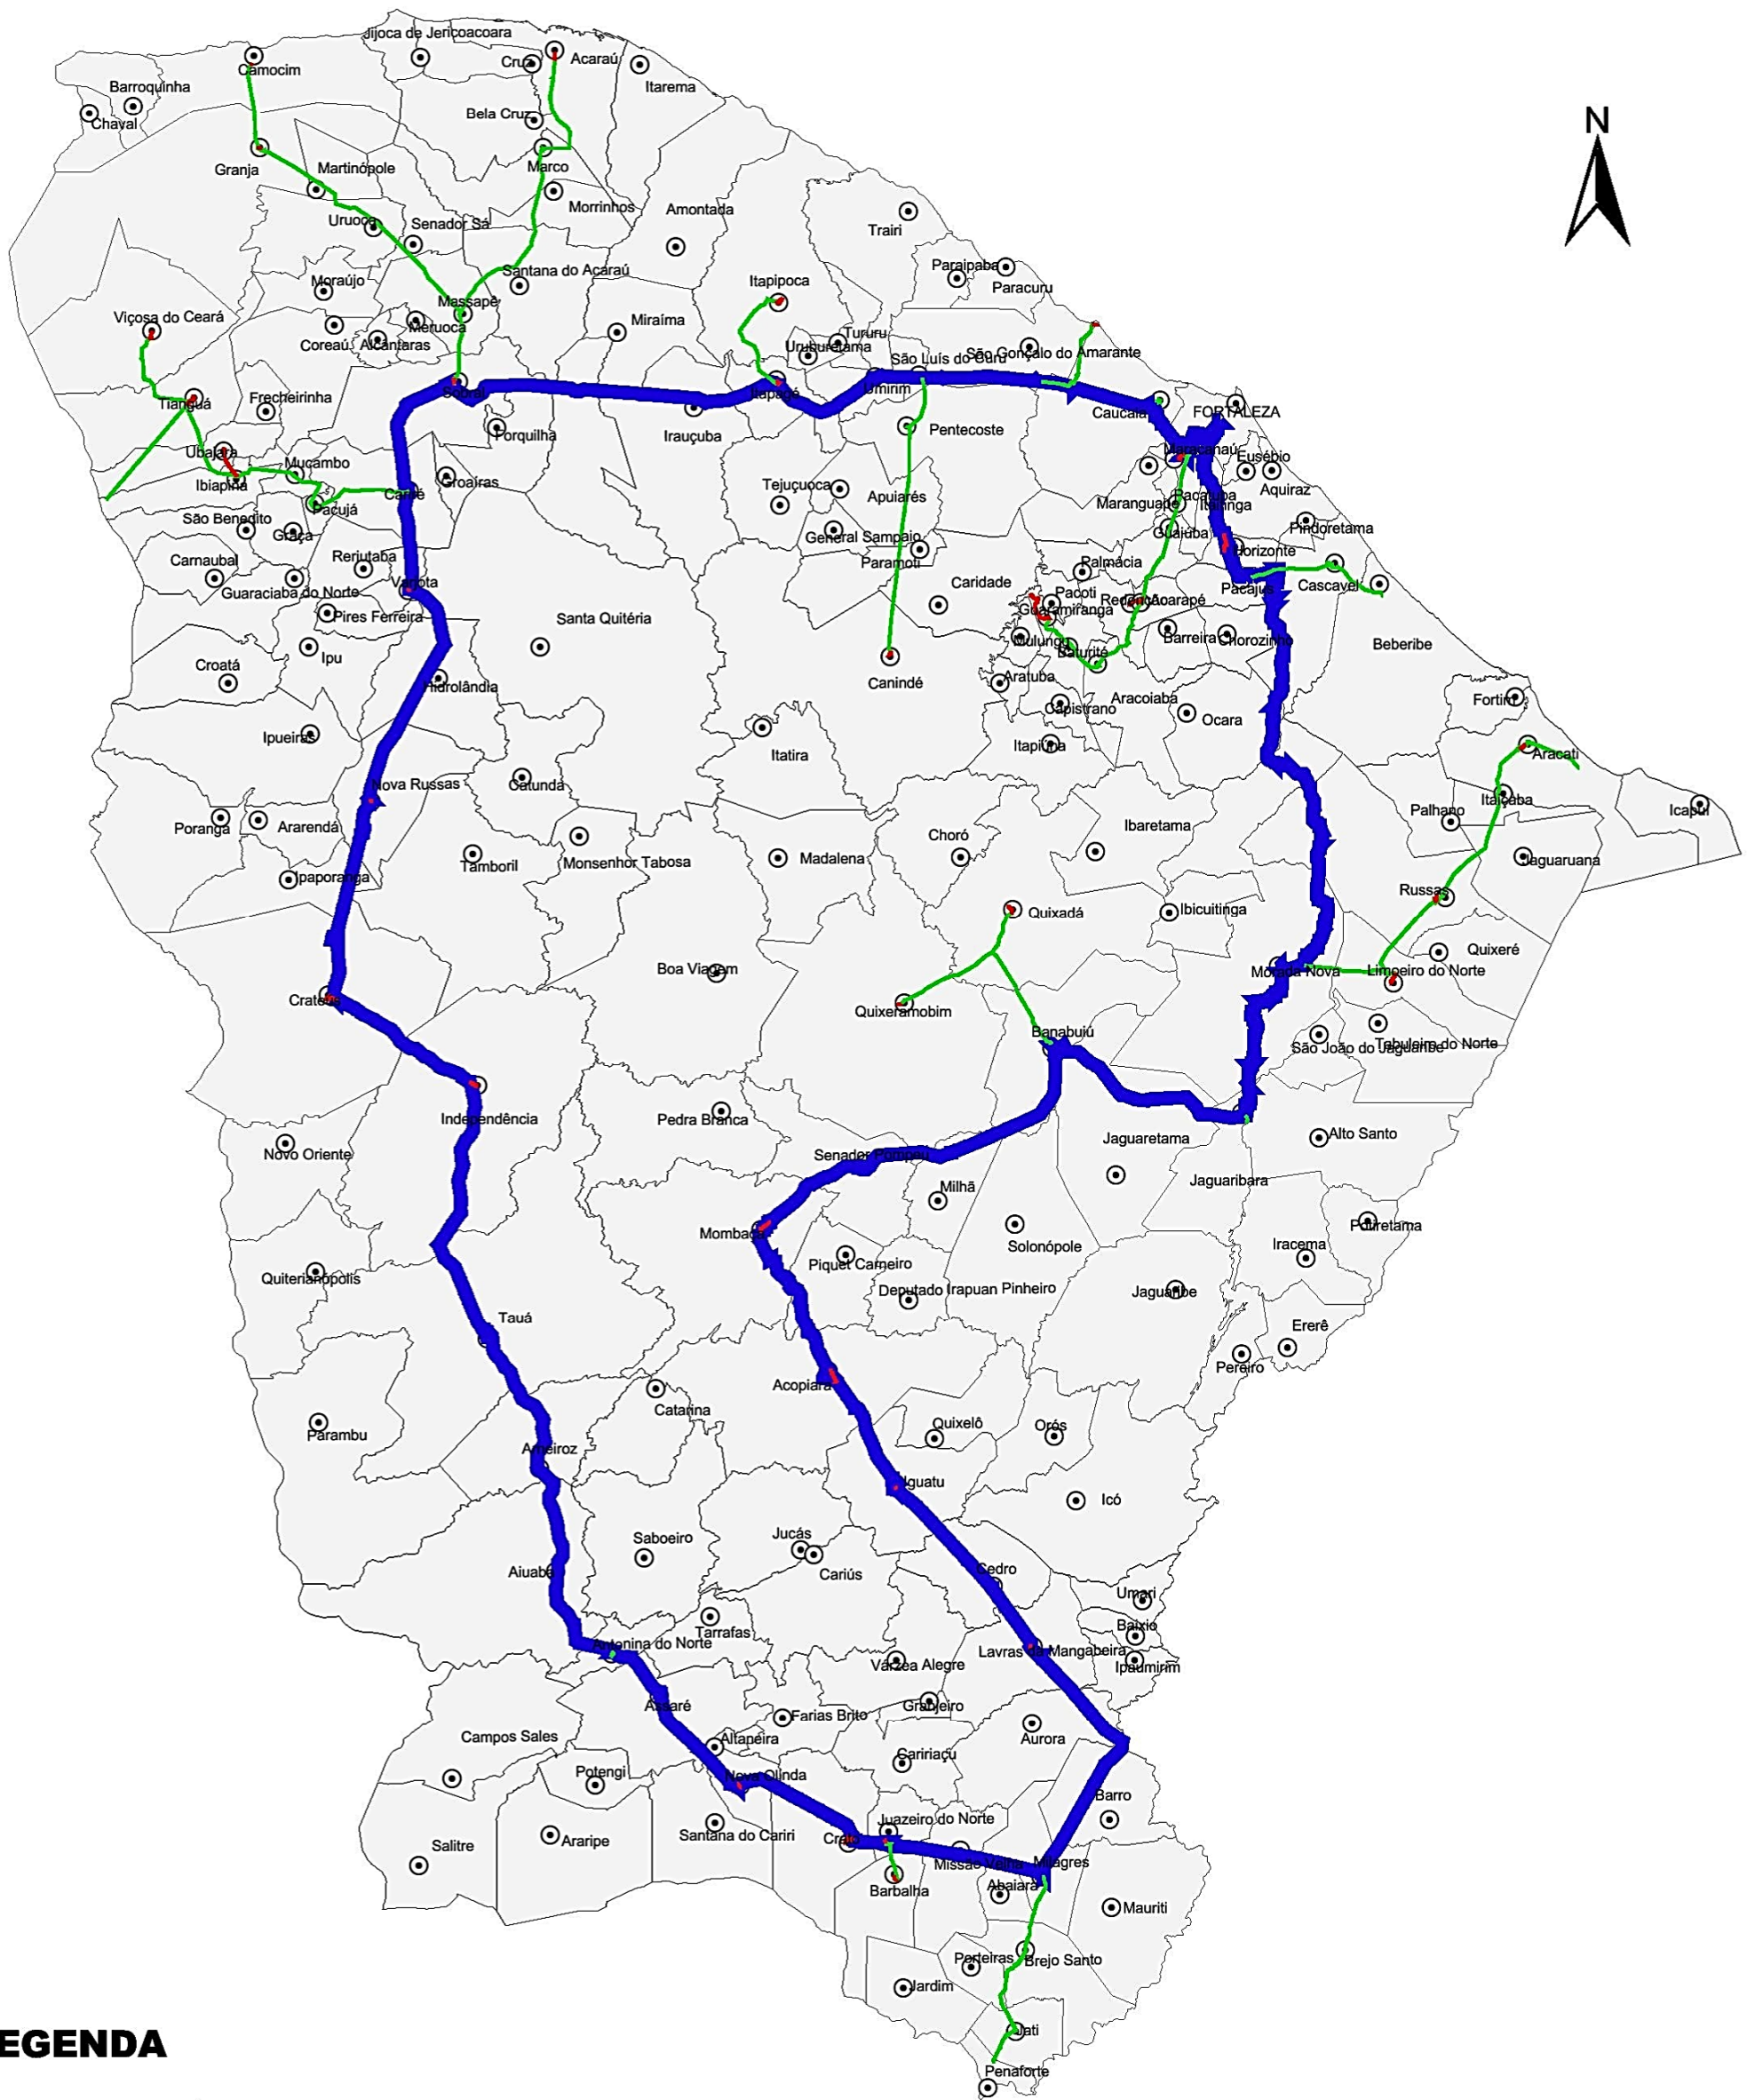 Jijoca de Jericoacoara
Acaraú
Cruz
Camocim
Itarema
Barroquinha
Chaval
Bela Cruz
N
Granja
Martinópole
Marco
Morrinhos
Amontada
Uruoca
Senador Sá
Trairi
Paraipaba
Paracuru
Santana do Acaraú
Moraújo
Itapipoca
Massapê
Viçosa do Ceará
Meruoca
Miraíma
Coreaú
Alcântaras
Tururu
Uruburetama
São Luís do Curu
São Gonçalo do Amarante
Umirim
Sobral
Itapagé
Tianguá
Frecheirinha
Caucaia
FORTALEZA
Forquilha
Irauçuba
Pentecoste
Maracanaú
Ubajara
Eusébio
Mucambo
Ibiapina
Groaíras
Cariré
Tejuçuoca
Apuiarés
Aquiraz
Maranguape
Pacatuba
Itaitinga
Pacujá
São Benedito
Graça
General Sampaio
Guaiúba
Pindoretama
Horizonte
Carnaubal
Reriutaba
Paramoti
Palmácia
Caridade
Varjota
Pacajus
Cascavel
Guaraciaba do Norte
Pacoti
Redenção
Acarapé
Guaramiranga
Pires Ferreira
Santa Quitéria
Mulungu
Barreira
Chorozinho
Beberibe
Baturité
Ipu
Croatá
Canindé
Aratuba
Hidrolândia
Aracoiaba
Capistrano
Fortim
Ocara
Ipueiras
Itatira
Itapiúna
Aracati
Nova Russas
Catunda
Itaiçaba
Palhano
Icapuí
Poranga
Ararendá
Choró
Ibaretama
Tamboril
Monsenhor Tabosa
Madalena
Jaguaruana
Ipaporanga
Russas
Quixadá
Ibicuitinga
Quixeré
Boa Viagem
Morada Nova
Limoeiro do Norte
Crateús
Quixeramobim
Banabuiú
São João do Jaguaribe
Tabuleiro do Norte
Independência
Pedra Branca
Jaguaretama
Alto Santo
Novo Oriente
Senador Pompeu
Jaguaribara
Milhã
Mombaça
Potiretama
Solonópole
Iracema
Piquet Carneiro
Quiterianópolis
Deputado Irapuan Pinheiro
Jaguaribe
Tauá
Ererê
Pereiro
Acopiara
Catarina
Parambu
Quixelô
Orós
Arneiroz
Iguatu
Icó
Saboeiro
Jucás
Aiuaba
Cariús
Cedro
Umari
Baixio
Antonina do Norte
Tarrafas
Lavras da Mangabeira
Várzea Alegre
Ipaumirim
Assaré
Granjeiro
Farias Brito
Campos Sales
Altaneira
Aurora
Caririaçu
Potengi
Nova Olinda
Barro
Juazeiro do Norte
Santana do Cariri
Crato
Araripe
Salitre
Missão Velha
Milagres
Abaiara
Barbalha
Mauriti
Porteiras
Brejo Santo
Jardim
Jati
EGENDA
Penaforte